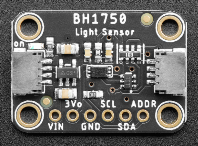 BH1750
Light Sensor
on
3Vo SCL ADDR
VIN GND SDA